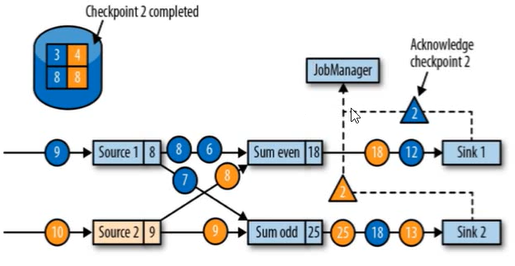 Checkpoint 2 completed
3 4
8 8
Acknowledge
checkpoint 2
JobManager
2
9 Source 1 8 8 6 Sum even 18 18 12 Sink 1
7 8
2
10 Source 2 9 9 Sum odd 25 25 18 13 Sink 2